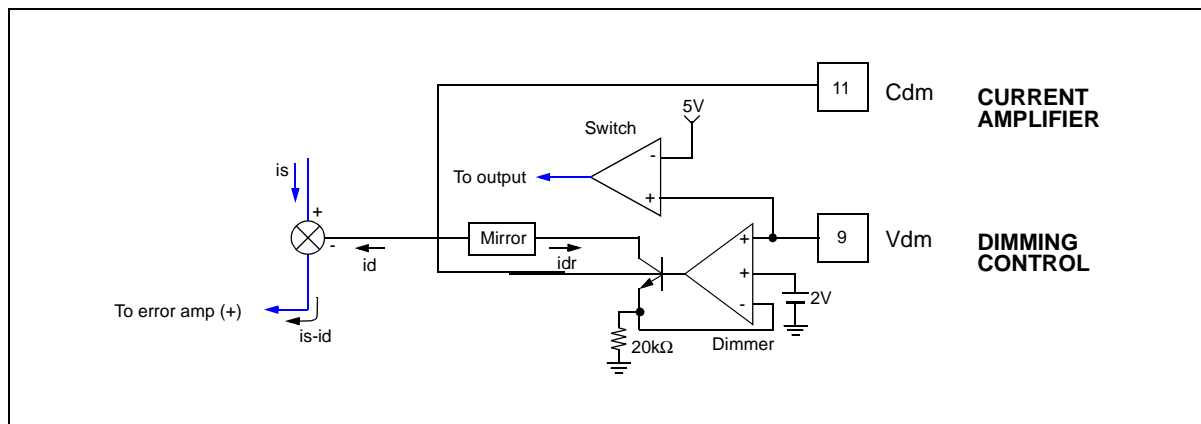 11
Cdm
CURRENT
AMPLIFIER
5V
Switch
-
is
To output
+
+
-
Mirror
+
9
Vdm
DIMMING
CONTROL
id
idr
+
-
2V
To error amp (+)
is-id
20kΩ
Dimmer